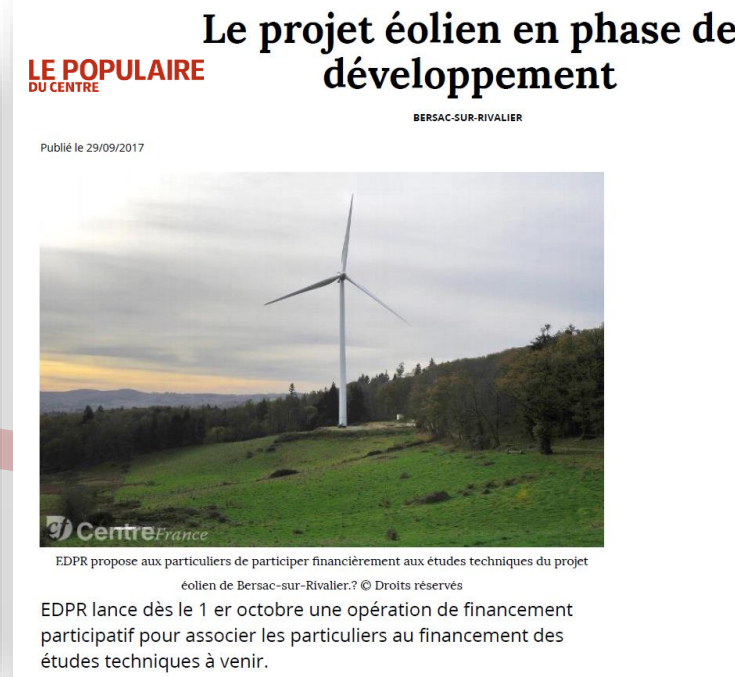 Le projet éolien en phase de
développement
LE POPULAIRE
DU CENTRE
BERSAC-SUR-RIVALIER
Publié le 29/09/2017
cf CentreFrance
EDPR propose aux particuliers de participer financièrement aux études techniques du projet
éolien de Bersac-sur-Rivalier.? © Droits réservés
EDPR lance dès le 1 er octobre une opération de financement
participatif pour associer les particuliers au financement des
études techniques à venir.